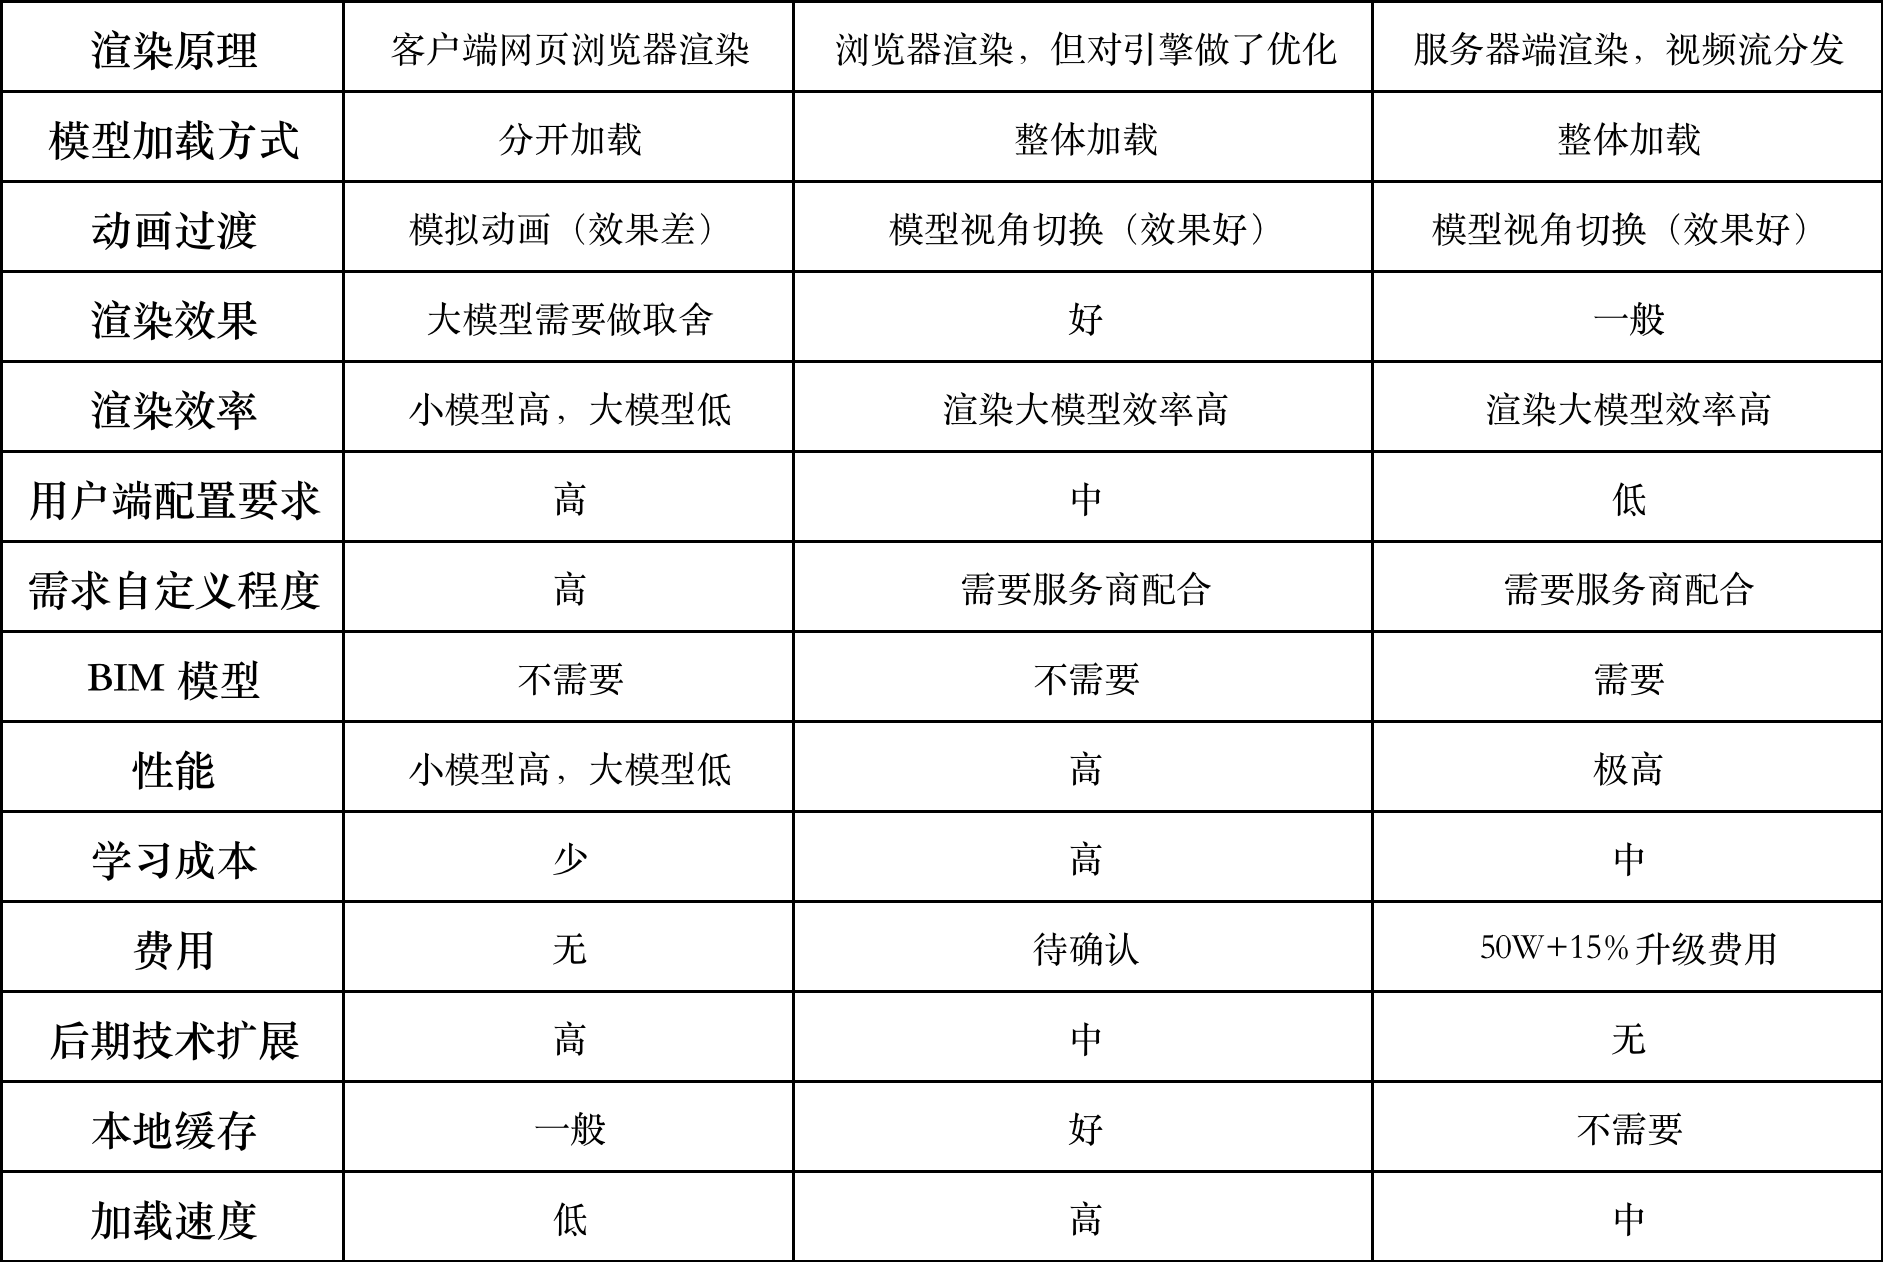 渲染原理 客户端网页浏览器渲染 浏览器渲染，但对引擎做了优化 服务器端渲染，视频流分发
模型加载方式 分开加载 整体加载 整体加载
动画过渡 模拟动画（效果差） 模型视角切换（效果好） 模型视角切换（效果好）
渲染效果 大模型需要做取舍 好 一般
渲染效率 小模型高，大模型低 渲染大模型效率高 渲染大模型效率高
用户端配置要求 高 中 低
需求自定义程度 高 需要服务商配合 需要服务商配合
BIM 模型 不需要 不需要 需要
性能 小模型高，大模型低 高 极高
学习成本 少 高 中
费用 无 待确认 50W+15%升级费用
后期技术扩展 高 中 无
本地缓存 一般 好 不需要
加载速度 低 高 中